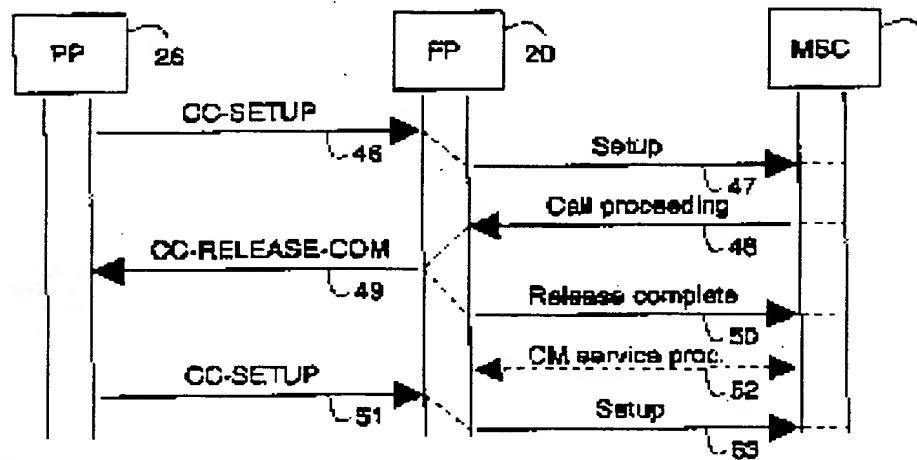 PP
26
FP
20
MSC
CC-SETUP
46
Setup
47
Call proceeding
48
CC-RELEASE-COM
49
Release complete
50
CM service proc.
52
CC-SETUP
51
Setup
53